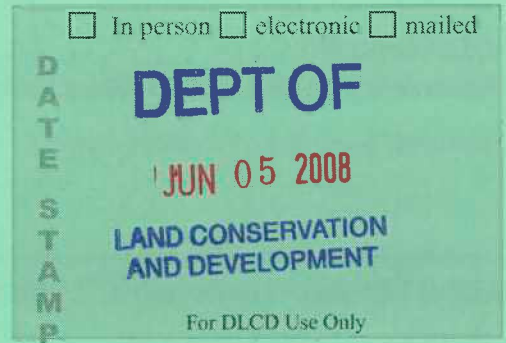 ☐ In person ☐ electronic ☐ mailed
DATE STAMP
DEPT OF
JUN 05 2008
LAND CONSERVATION
AND DEVELOPMENT
For DLCD Use Only